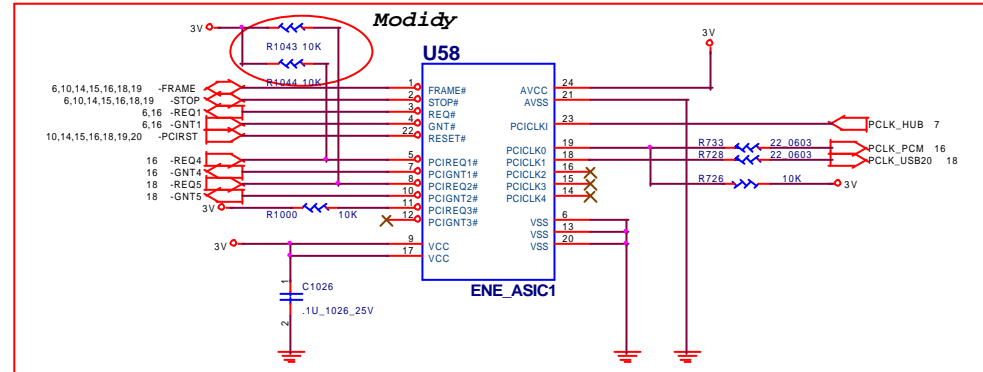 Modidy
3V
R1043 10K
R1044 10K
U58
3V
6,10,14,15,16,18,19 -FRAME 1 FRAME# AVCC 24
6,10,14,15,16,18,19 -STOP 2 STOP# AVSS 21
6,16 -REQ1 3 REQ#
6,16 -GNT1 4 GNT# PCICLKI 23 PCLK_HUB 7
10,14,15,16,18,19,20 -PCIRST 22 RESET#
PCICLK0 19 R733 22_0603 PCLK_PCM 16
16 -REQ4 5 PCIREQ1# PCICLK1 18 R728 22_0603 PCLK_USB20 18
16 -GNT4 7 PCIGNT1# PCICLK2 16
18 -REQ5 8 PCIREQ2# PCICLK3 15 R726 10K 3V
18 -GNT5 10 PCIGNT2# PCICLK4 14
3V R1000 10K 11 PCIREQ3#
12 PCIGNT3# VSS 6
VSS 13
3V 9 VCC VSS 20
17 VCC
1 C1026
.1U_1026_25V
2
ENE_ASIC1